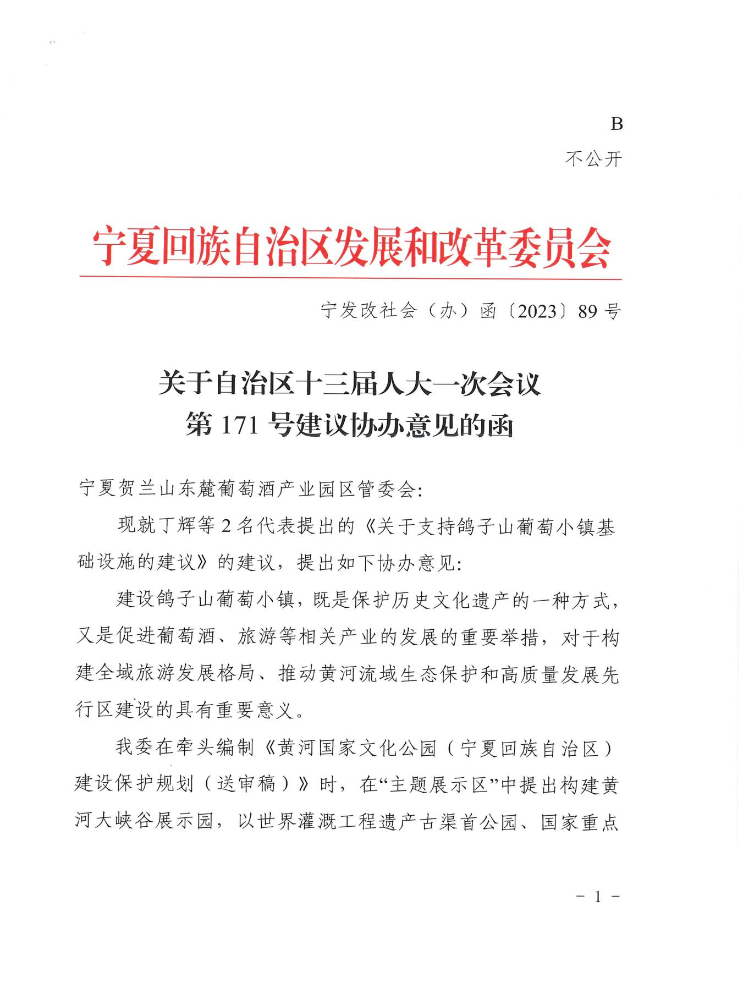 B
不公开
宁夏回族自治区发展和改革委员会
宁发改社会（办）函〔2023〕89 号
关于自治区十三届人大一次会议
第 171 号建议协办意见的函
宁夏贺兰山东麓葡萄酒产业园区管委会：
现就丁辉等 2 名代表提出的《关于支持鸽子山葡萄小镇基
础设施的建议》的建议，提出如下协办意见：
建设鸽子山葡萄小镇，既是保护历史文化遗产的一种方式，
又是促进葡萄酒、旅游等相关产业的发展的重要举措，对于构
建全域旅游发展格局、推动黄河流域生态保护和高质量发展先
行区建设的具有重要意义。
我委在牵头编制《黄河国家文化公园（宁夏回族自治区）
建设保护规划（送审稿）》时，在“主题展示区”中提出构建黄
河大峡谷展示园，以世界灌溉工程遗产古渠首公园、国家重点
- 1 -